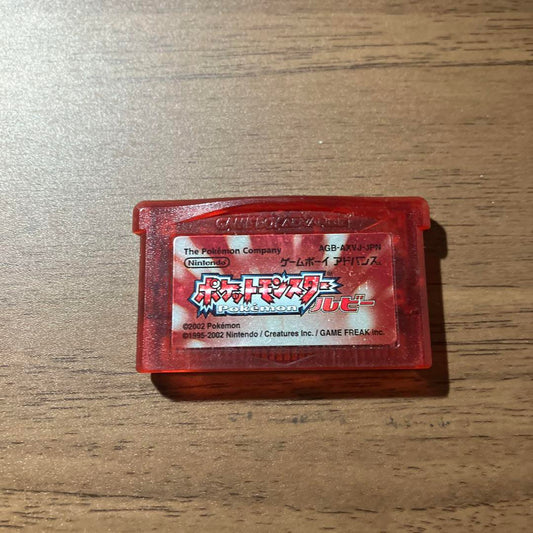 GAME BOY ADVANCE
The Pokémon Company
AGB-AXVJ-JPN
Nintendo
ゲームボーイ アドバンス
ポケットモンスター
Pokémon
ルビー
©2002 Pokémon
©1995-2002 Nintendo / Creatures Inc. / GAME FREAK inc.